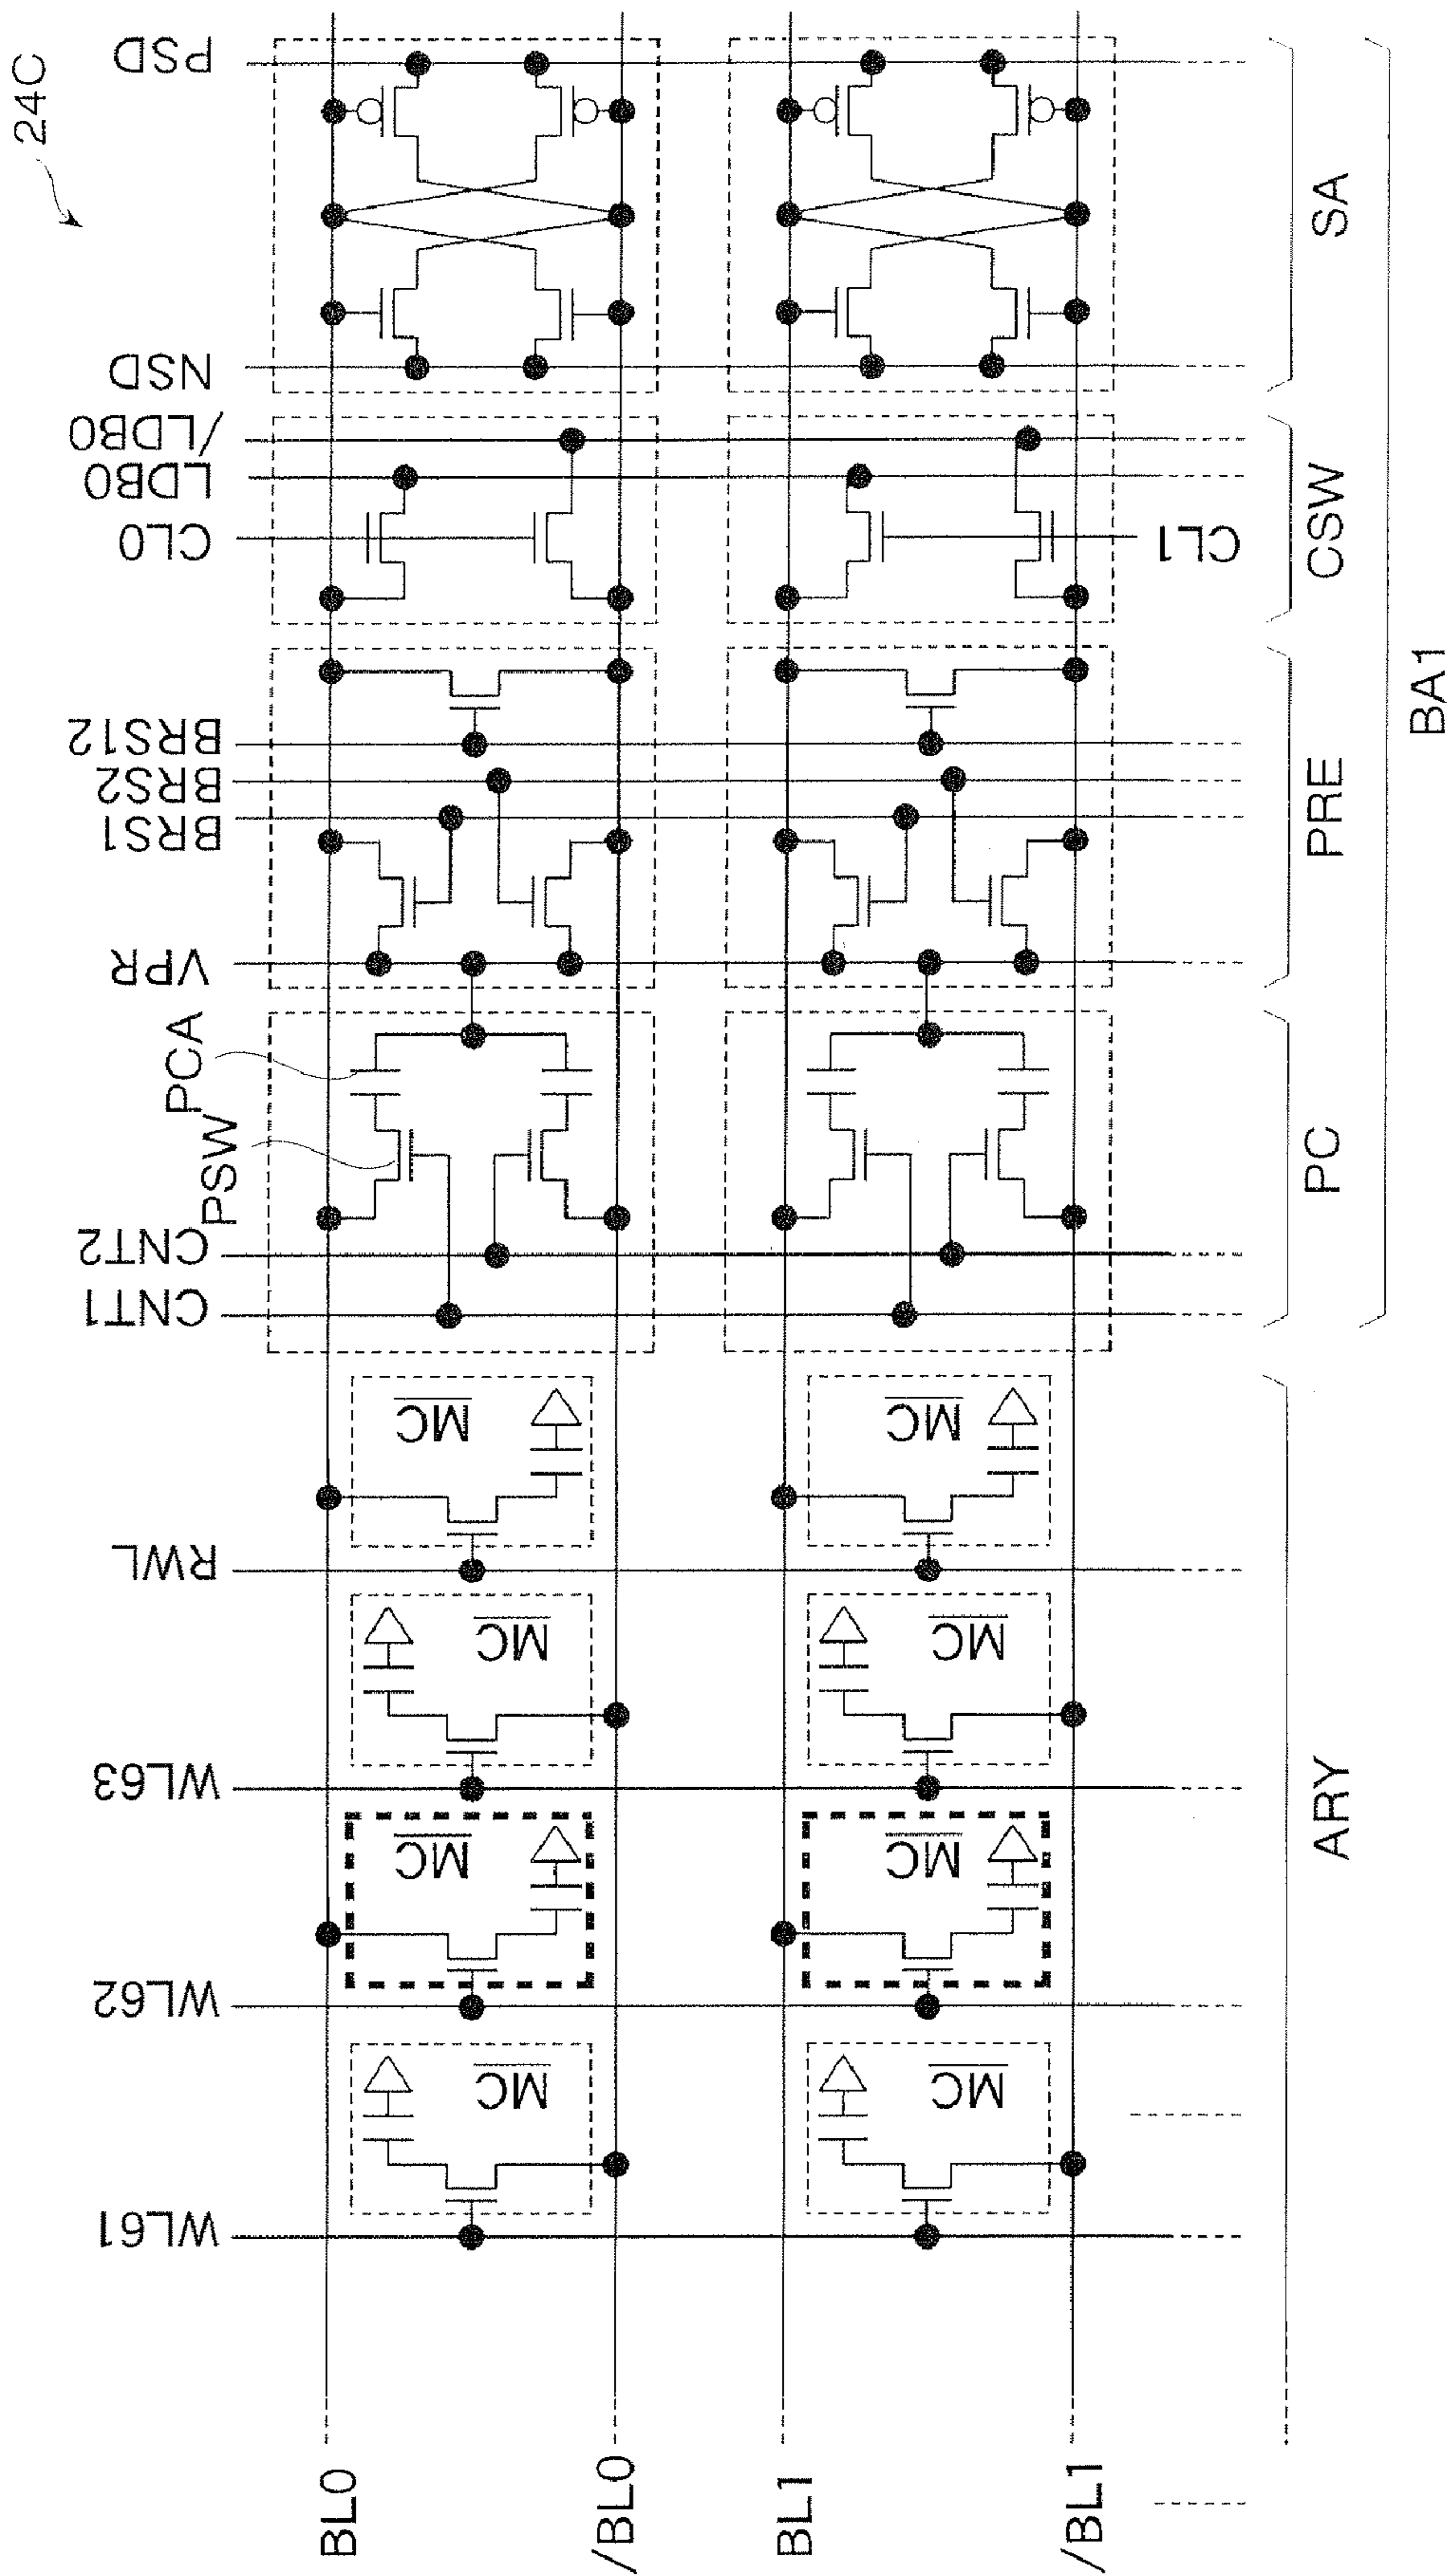 24C
PSD
NSD
/LDB0
LDB0
CL0
BRS12
BRS2
BRS1
VPR
PCA
PSW
CNT2
CNT1
RWL
WL63
WL62
WL61
MC
MC
MC
MC
MC
MC
MC
MC
CL1
BL0
/BL0
BL1
/BL1
SA
CSW
PRE
PC
BA1
ARY